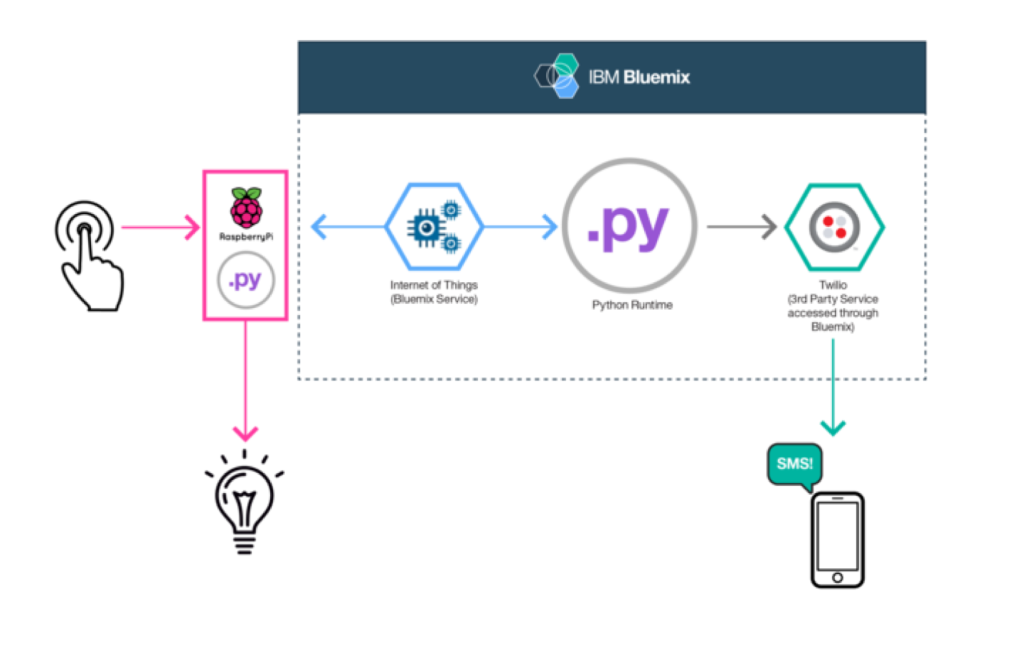 IBM Bluemix
RaspberryPi
.py
Internet of Things
(Bluemix Service)
.py
Python Runtime
Twilio
(3rd Party Service
accessed through
Bluemix)
SMS!